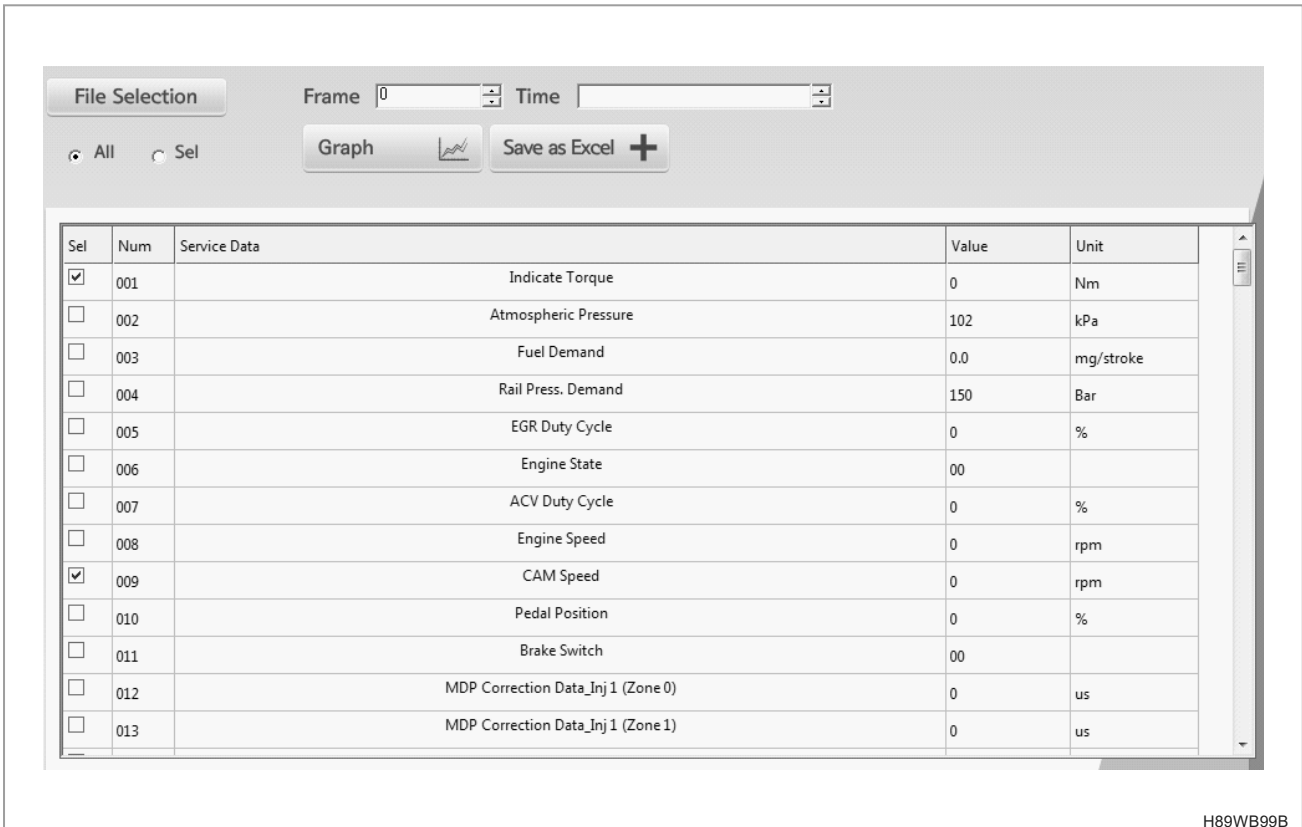 File Selection Frame 0 Time
All Sel Graph Save as Excel
Sel Num Service Data Value Unit
001 Indicate Torque 0 Nm
002 Atmospheric Pressure 102 kPa
003 Fuel Demand 0.0 mg/stroke
004 Rail Press. Demand 150 Bar
005 EGR Duty Cycle 0 %
006 Engine State 00
007 ACV Duty Cycle 0 %
008 Engine Speed 0 rpm
009 CAM Speed 0 rpm
010 Pedal Position 0 %
011 Brake Switch 00
012 MDP Correction Data_Inj 1 (Zone 0) 0 us
013 MDP Correction Data_Inj 1 (Zone 1) 0 us
H89WB99B